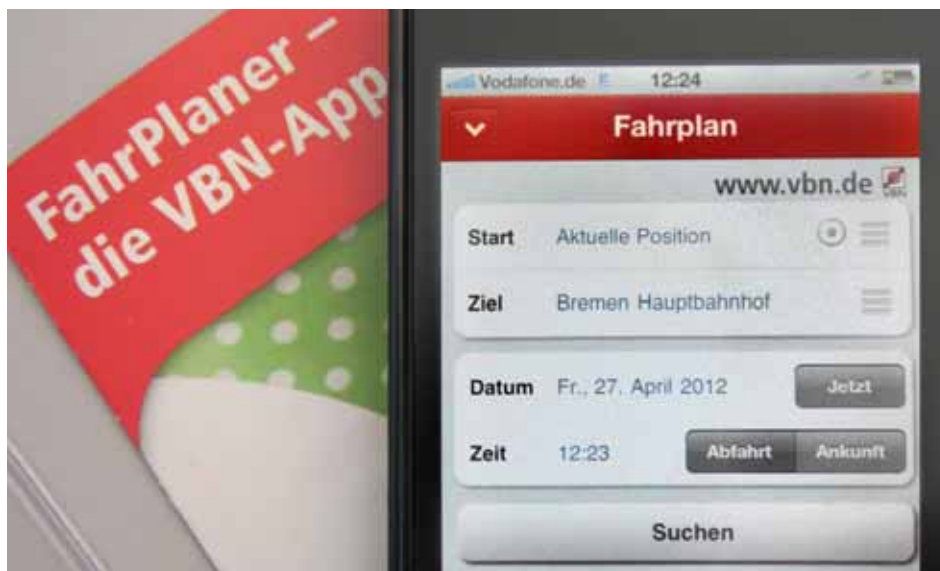 FahrPlaner –
die VBN-App
Vodafone.de E 12:24
Fahrplan
www.vbn.de
Start Aktuelle Position
Ziel Bremen Hauptbahnhof
Datum Fr., 27. April 2012 Jetzt
Zeit 12:23 Abfahrt Ankunft
Suchen